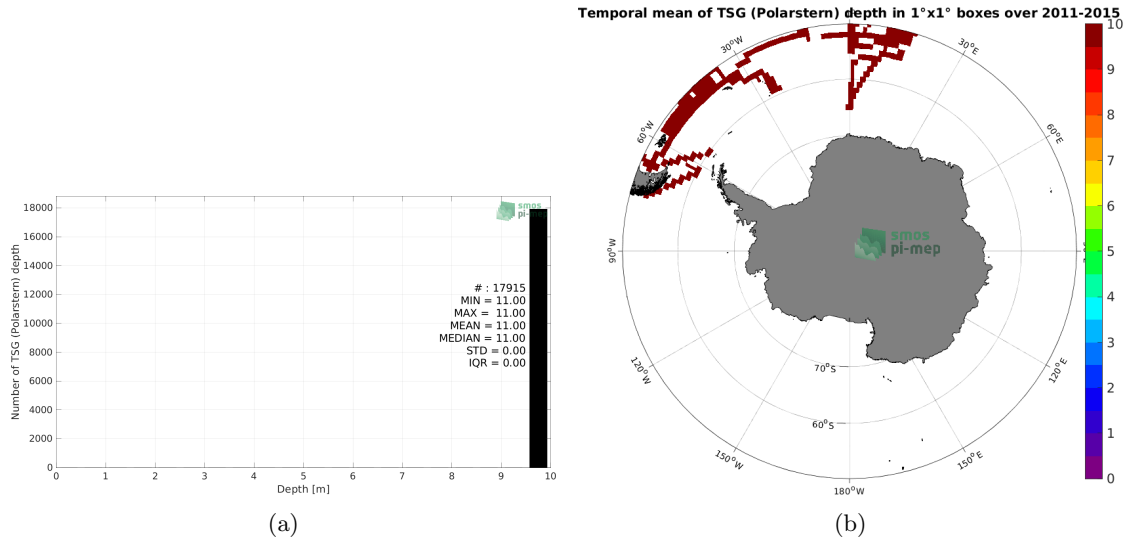 Temporal mean of TSG (Polarstern) depth in 1°x1° boxes over 2011-2015
18000
16000
14000
12000
10000
8000
6000
4000
2000
0
Number of TSG (Polarstern) depth
smos
pi-mep
# : 17915
MIN = 11.00
MAX = 11.00
MEAN = 11.00
MEDIAN = 11.00
STD = 0.00
IQR = 0.00
0 1 2 3 4 5 6 7 8 9 10
Depth [m]
(a)
30°W
30°E
60°W
60°E
90°W
120°W
120°E
150°W
150°E
180°W
70°S
60°S
smos
pi-mep
10
9
8
7
6
5
4
3
2
1
0
(b)